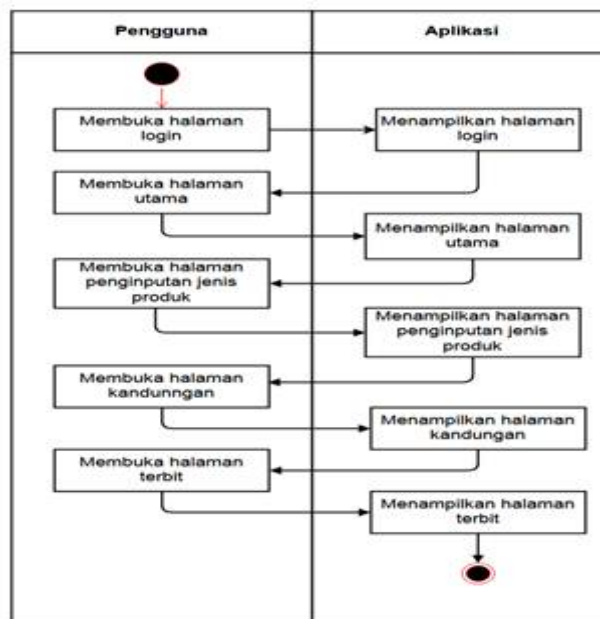 Pengguna
Aplikasi
Membuka halaman
login
Menampilkan halaman
login
Membuka halaman
utama
Menampilkan halaman
utama
Membuka halaman
penginputan jenis
produk
Menampilkan halaman
penginputan jenis
produk
Membuka halaman
kandunngan
Menampilkan halaman
kandungan
Membuka halaman
terbit
Menampilkan halaman
terbit